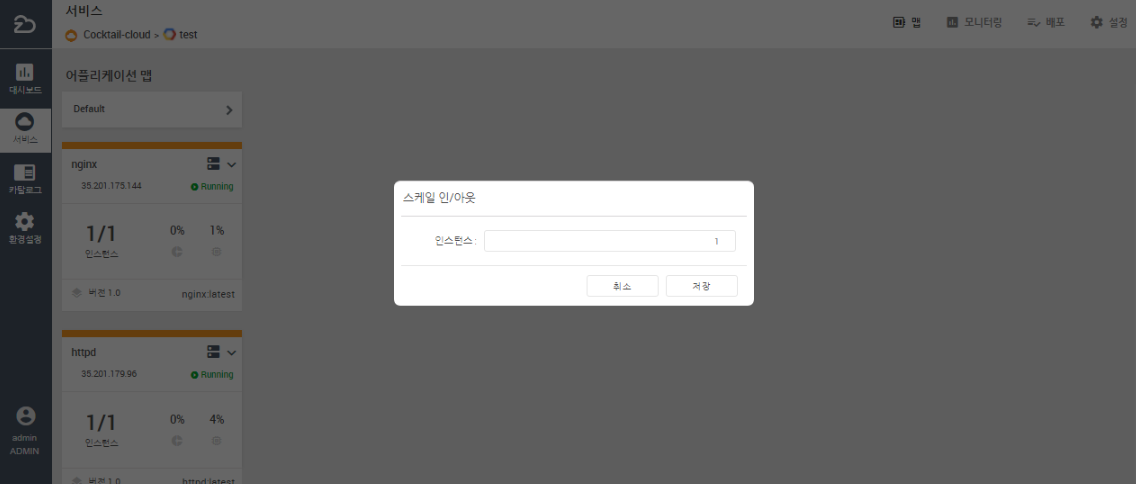 서비스
Cocktail-cloud > test
맵
모니터링
배포
설정
대시보드
서비스
카탈로그
환경설정
admin
ADMIN
어플리케이션 맵
Default
nginx
35.201.175.144
Running
1/1
0%
1%
인스턴스
버전 1.0
nginx:latest
httpd
35.201.179.96
Running
1/1
0%
4%
인스턴스
버전 1.0
httpd:latest
스케일 인/아웃
인스턴스 :
1
취소
저장